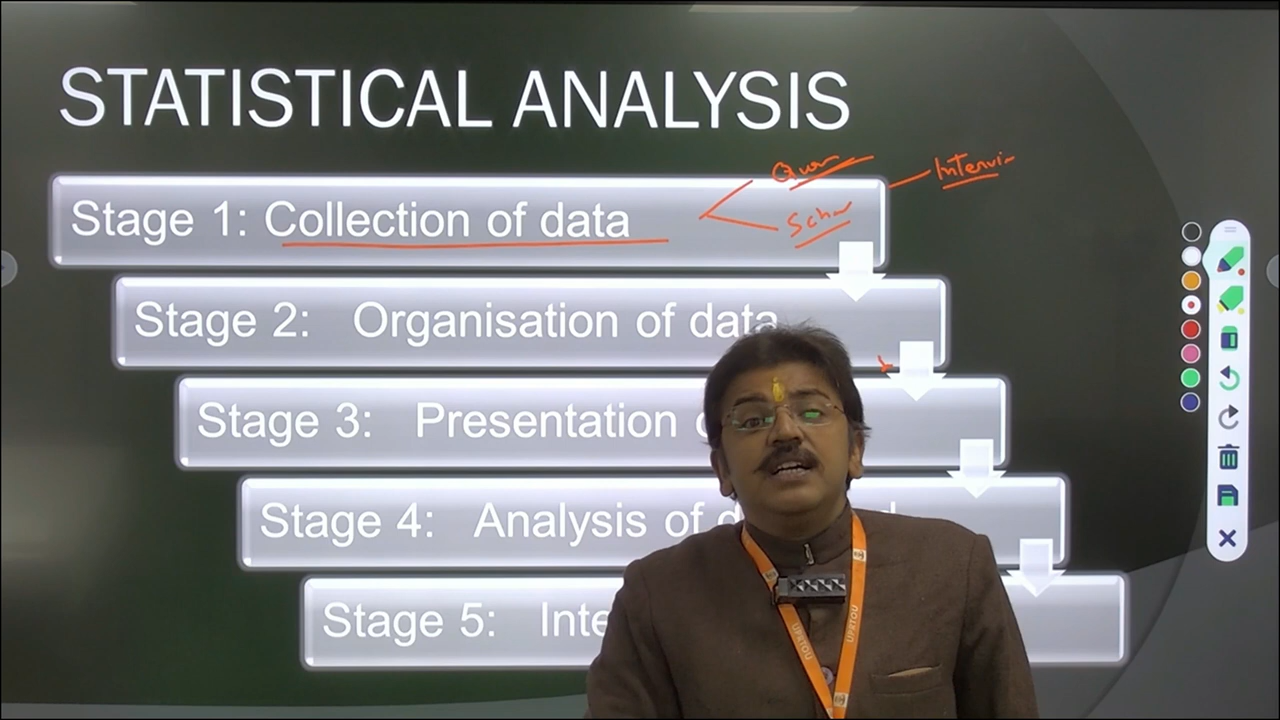 STATISTICAL ANALYSIS
Intervi
Stage 1: Collection of data
Stage 2: Organisation of data
Stage 3: Presentation
Stage 4: Analysis of
Stage 5: Inte
UPRTOU
UPRTOU